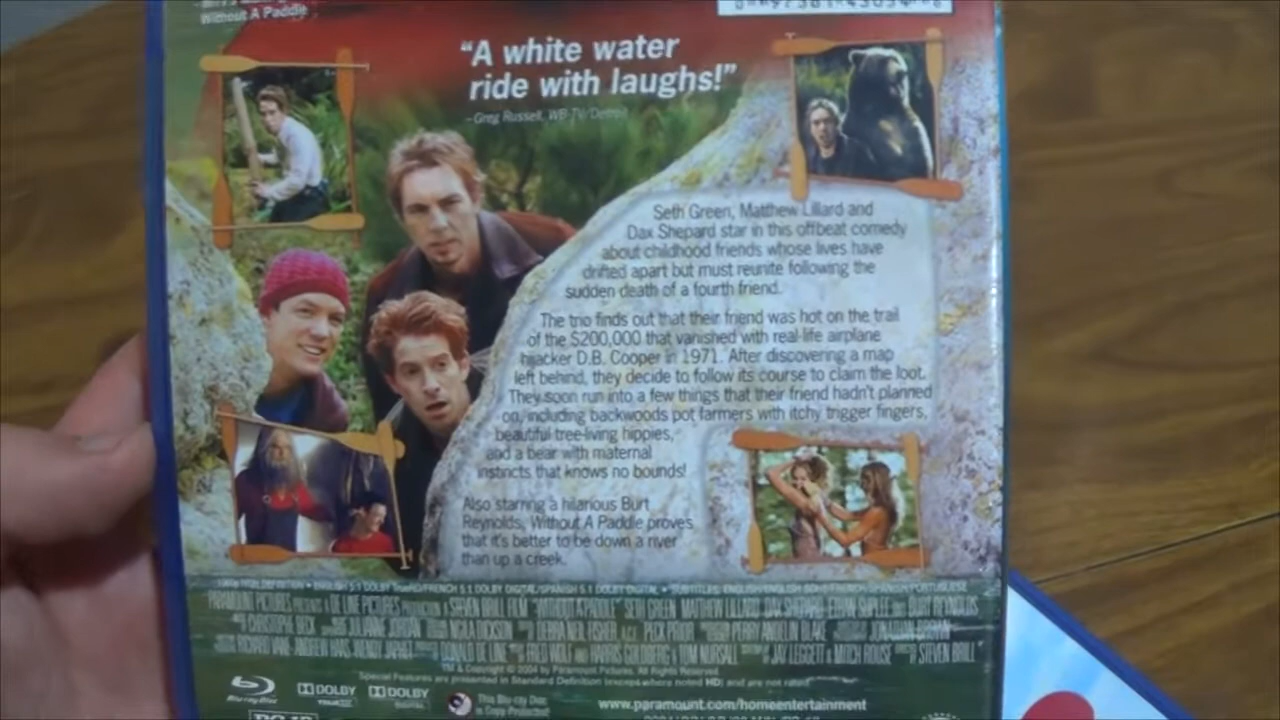 Without A Paddle
"A white water
ride with laughs!"
-Greg Russell, WB-TV/Detroit
Seth Green, Matthew Lillard and
Dax Shepard star in this offbeat comedy
about childhood friends whose lives have
drifted apart but must reunite following the
sudden death of a fourth friend.
The trio finds out that their friend was hot on the trail
of the $200,000 that vanished with real-life airplane
hijacker D.B. Cooper in 1971. After discovering a map
left behind, they decide to follow its course to claim the loot.
They soon run into a few things that their friend hadn't planned
on, including backwoods pot farmers with itchy trigger fingers,
beautiful tree-living hippies,
and a bear with maternal
instincts that knows no bounds!
Also starring a hilarious Burt
Reynolds, Without A Paddle proves
that it's better to be down a river
than up a creek.
HIGH DEFINITION • ENGLISH 5.1 DOLBY TrueHD/FRENCH 5.1 DOLBY DIGITAL/SPANISH 5.1 DOLBY DIGITAL • SUBTITLES: ENGLISH/ENGLISH SDH/FRENCH/SPANISH/PORTUGUESE
PARAMOUNT PICTURES PRESENTS A DE LINE PICTURES PRODUCTION A STEVEN BRILL FILM "WITHOUT A PADDLE" SETH GREEN MATTHEW LILLARD DAX SHEPARD ETHAN SUPLEE AND BURT REYNOLDS
CHRISTOPHE BECK JULIANNE JORDAN NGILA DICKSON DEBRA NEIL FISHER, A.C.E. PECK PRIOR PERRY ANDELIN BLAKE JONATHAN BROWN
RICHARD VANE ANDREW HAAS WENDY JAPHET DONALD DE LINE FRED WOLF AND HARRIS GOLDBERG & TOM NURSALL JAY LEGGETT & MITCH ROUSE STEVEN BRILL
TM & Copyright © 2004 by Paramount Pictures. All Rights Reserved.
Special Features are presented in Standard Definition (except where noted HD) and are not rated.
Blu-ray Disc
DOLBY
TRUEHD
DOLBY
DIGITAL
This Blu-ray Disc
is Copy Protected
www.paramount.com/homeentertainment